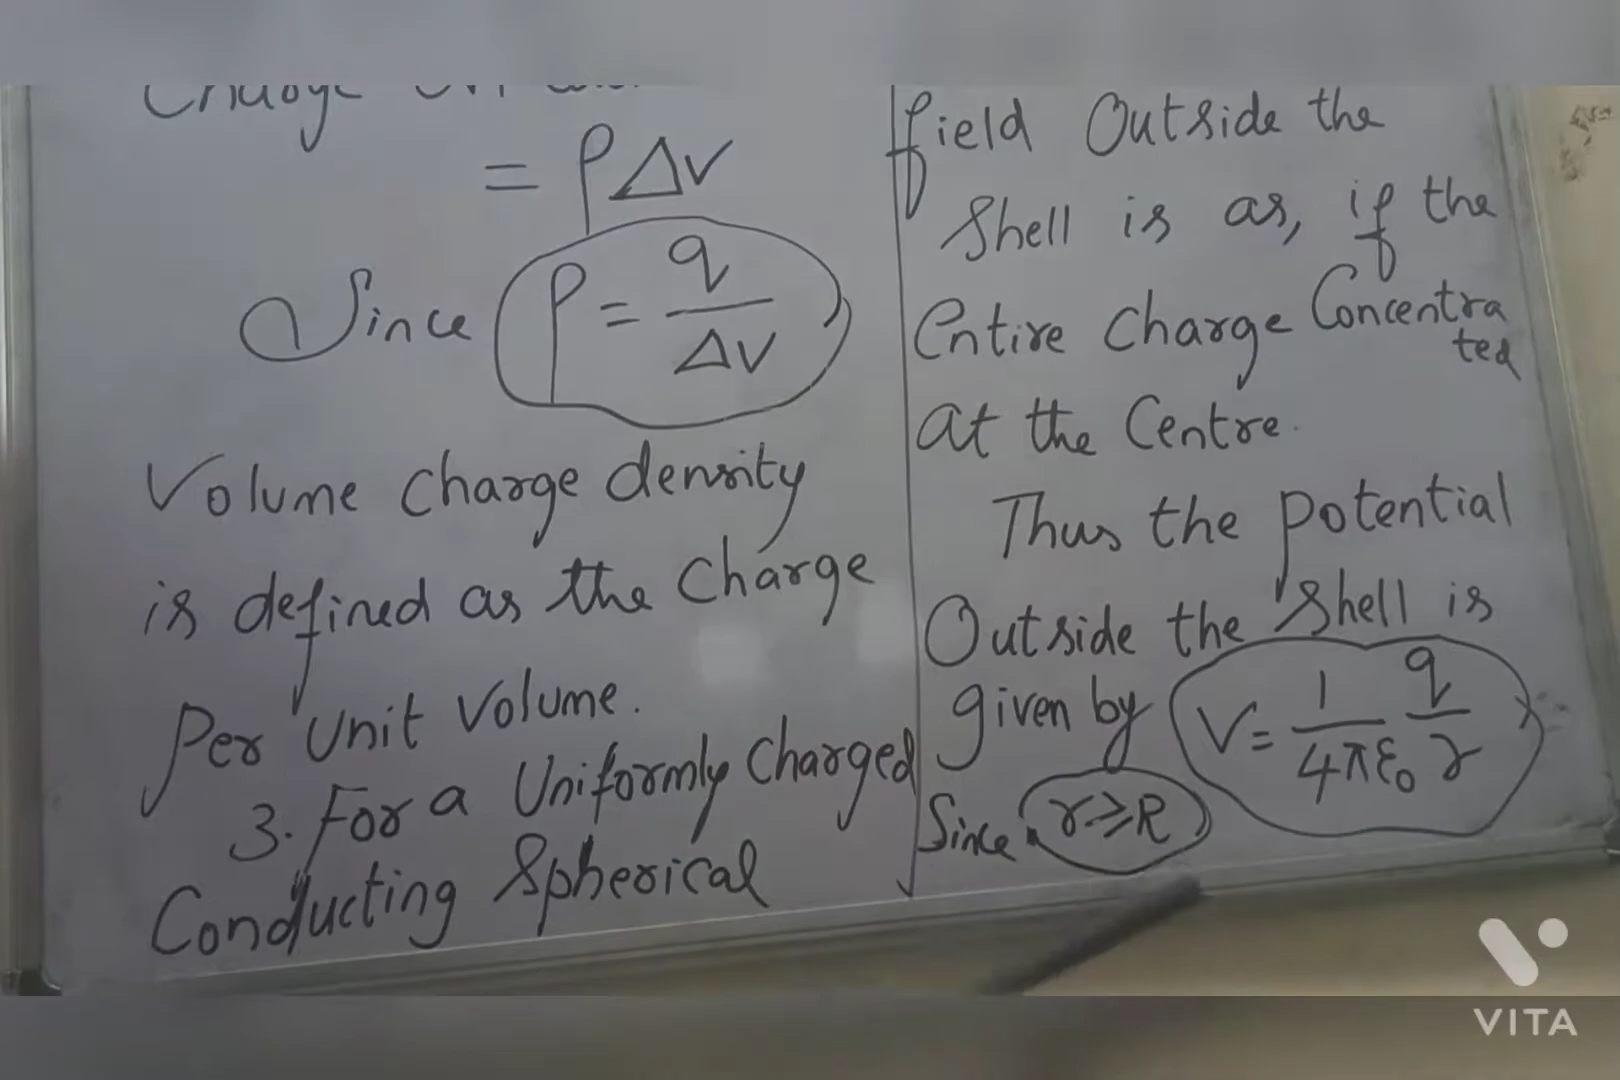 = ρΔV
Since ρ = q/ΔV
Volume charge density
is defined as the charge
Per Unit Volume.
3. For a Uniformly Charged
Conducting Spherical
field Outside the
Shell is as, if the
Entire Charge Concentra
ted
at the Centre.
Thus the potential
Outside the Shell is
given by V = 1/4πε₀ q/r
Since r ≥ R
VITA